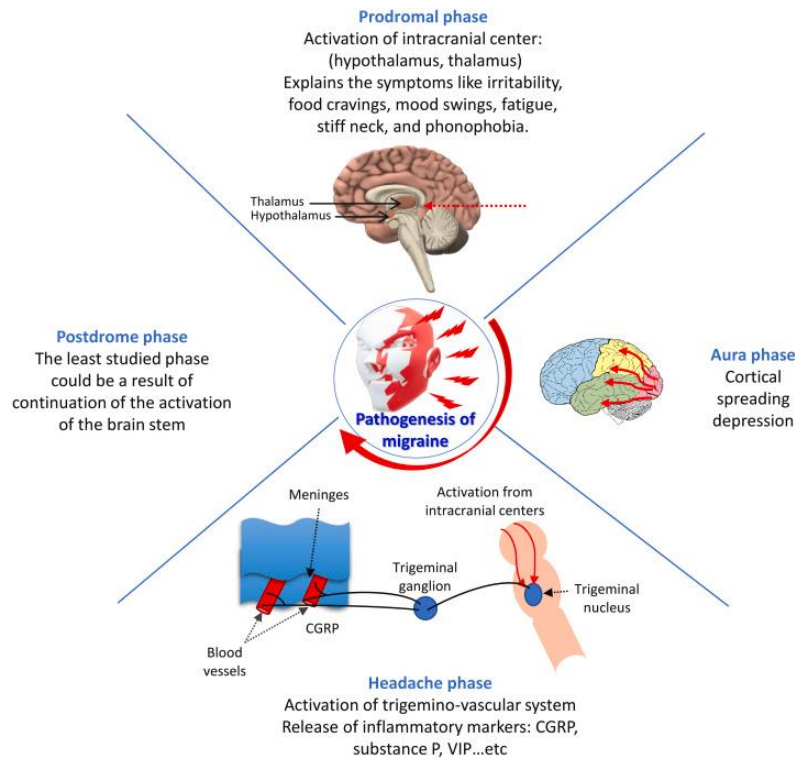 Prodromal phase
Activation of intracranial center:
(hypothalamus, thalamus)
Explains the symptoms like irritability,
food cravings, mood swings, fatigue,
stiff neck, and phonophobia.
Thalamus
Hypothalamus
Postdrome phase
The least studied phase
could be a result of
continuation of the activation
of the brain stem
Pathogenesis of
migraine
Aura phase
Cortical
spreading
depression
Meninges
Activation from
intracranial centers
Trigeminal
ganglion
Trigeminal
nucleus
CGRP
Blood
vessels
Headache phase
Activation of trigemino-vascular system
Release of inflammatory markers: CGRP,
substance P, VIP...etc